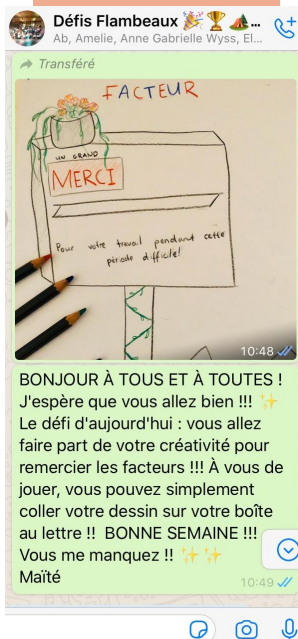 Défis Flambeaux 🎉🏆🏕️...
Ab, Amelie, Anne Gabrielle Wyss, El...
Transféré
FACTEUR
UN GRAND
MERCI
Pour votre travail pendant cette
période difficile!
10:48
BONJOUR À TOUS ET À TOUTES !
J'espère que vous allez bien !!! ✨
Le défi d'aujourd'hui : vous allez
faire part de votre créativité pour
remercier les facteurs !!! À vous de
jouer, vous pouvez simplement
coller votre dessin sur votre boîte
au lettre !! BONNE SEMAINE !!!
Vous me manquez !! ✨ ✨
Maïté
10:49